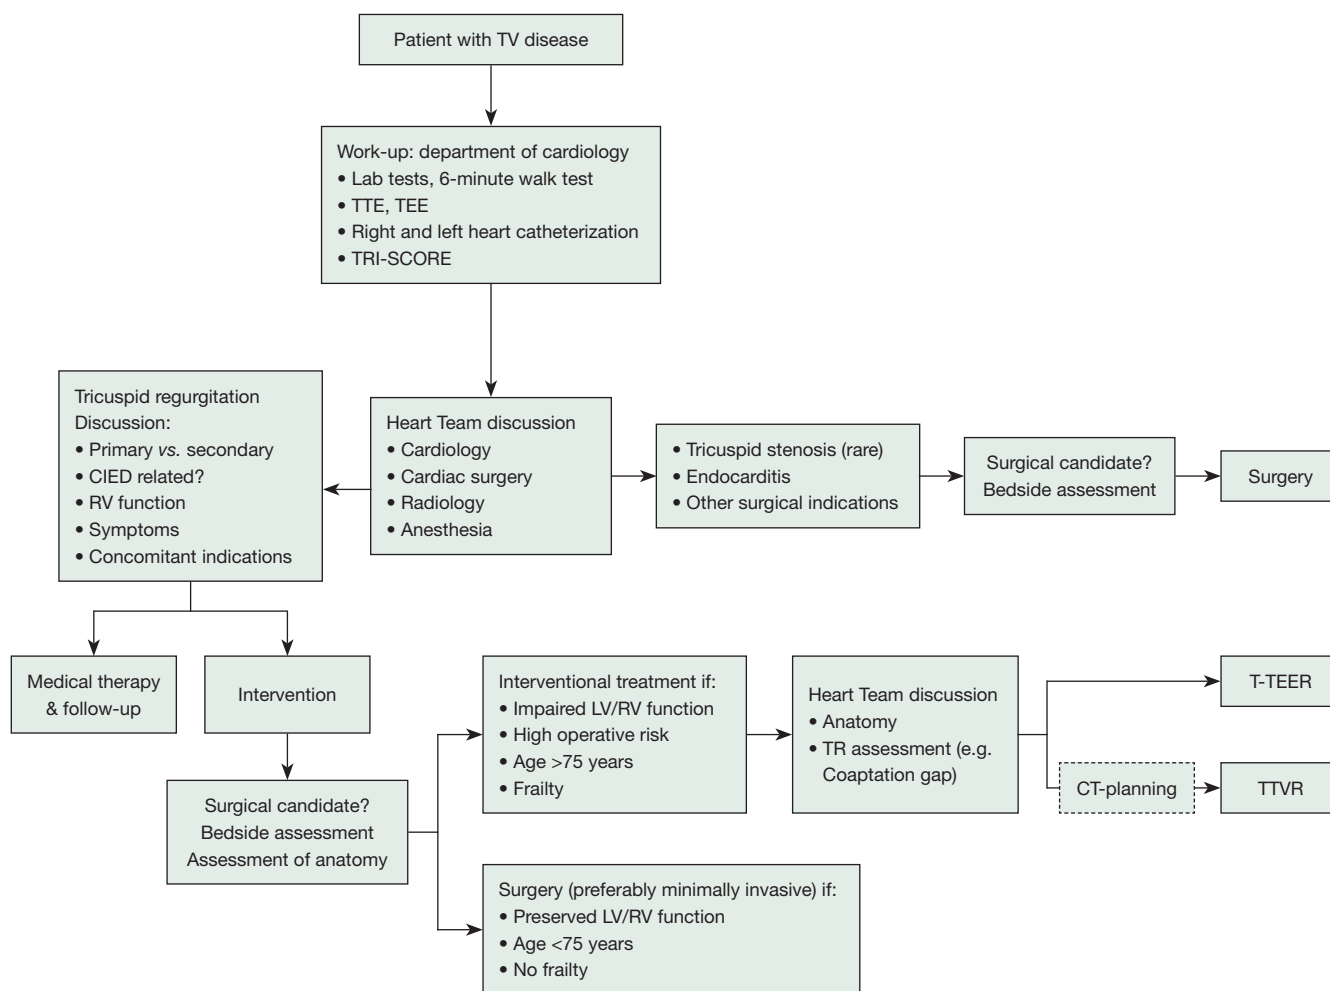 Patient with TV disease
Work-up: department of cardiology
• Lab tests, 6-minute walk test
• TTE, TEE
• Right and left heart catheterization
• TRI-SCORE
Tricuspid regurgitation
Discussion:
• Primary vs. secondary
• CIED related?
• RV function
• Symptoms
• Concomitant indications
Heart Team discussion
• Cardiology
• Cardiac surgery
• Radiology
• Anesthesia
• Tricuspid stenosis (rare)
• Endocarditis
• Other surgical indications
Surgical candidate?
Bedside assessment
Surgery
Medical therapy
& follow-up
Intervention
Surgical candidate?
Bedside assessment
Assessment of anatomy
Interventional treatment if:
• Impaired LV/RV function
• High operative risk
• Age >75 years
• Frailty
Heart Team discussion
• Anatomy
• TR assessment (e.g.
Coaptation gap)
T-TEER
CT-planning
TTVR
Surgery (preferably minimally invasive) if:
• Preserved LV/RV function
• Age <75 years
• No frailty